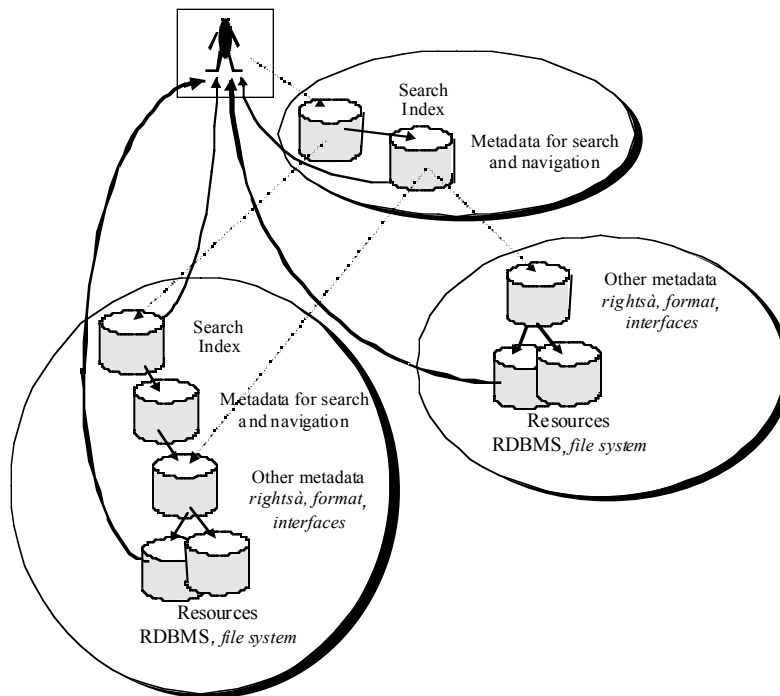 Search
Index
Metadata for search
and navigation
Other metadata
rightsà, format,
interfaces
Resources
RDBMS, file system
Search
Index
Metadata for search
and navigation
Other metadata
rightsà, format,
interfaces
Resources
RDBMS, file system